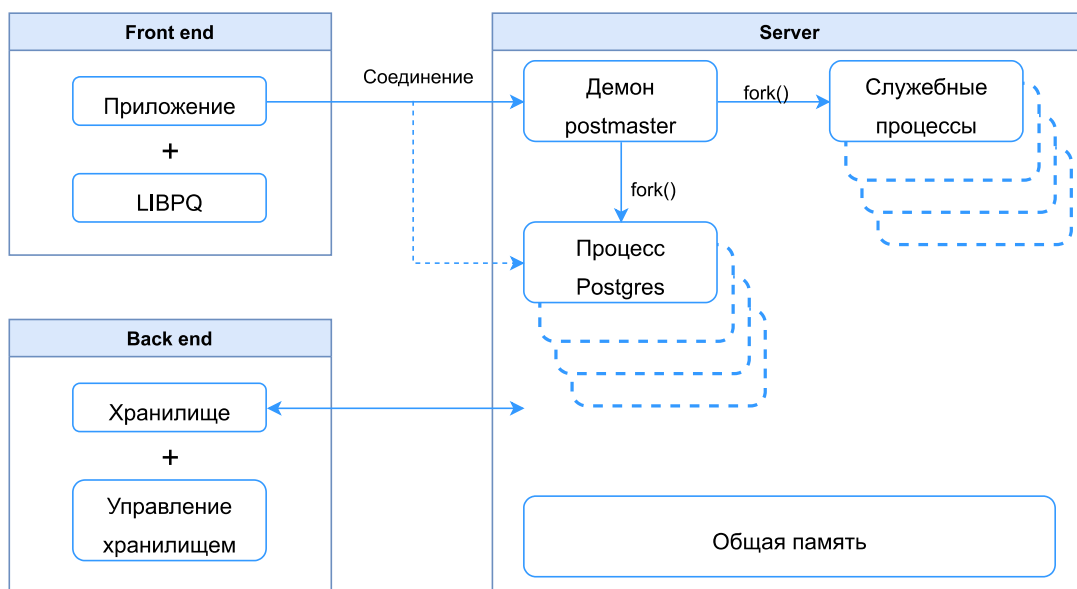 Front end
Приложение
+
LIBPQ
Соединение
Server
Демон
postmaster
fork()
Служебные
процессы
fork()
Процесс
Postgres
Back end
Хранилище
+
Управление
хранилищем
Общая память